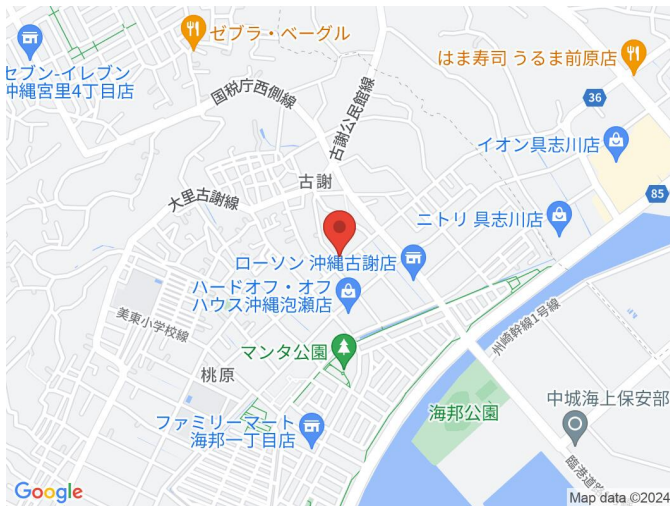 ゼブラ・ベーグル
はま寿司 うるま前原店
セブン-イレブン
沖縄宮里4丁目店
国税庁西側線
古謝公民館線
36
イオン具志川店
古謝
85
大里古謝線
ニトリ 具志川店
ローソン 沖縄古謝店
ハードオフ・オフ
ハウス沖縄泡瀬店
美東小学校線
州崎幹線1号線
マンタ公園
桃原
中城海上保安部
海邦公園
ファミリーマート
海邦一丁目店
臨港道路
Google
Map data ©2024